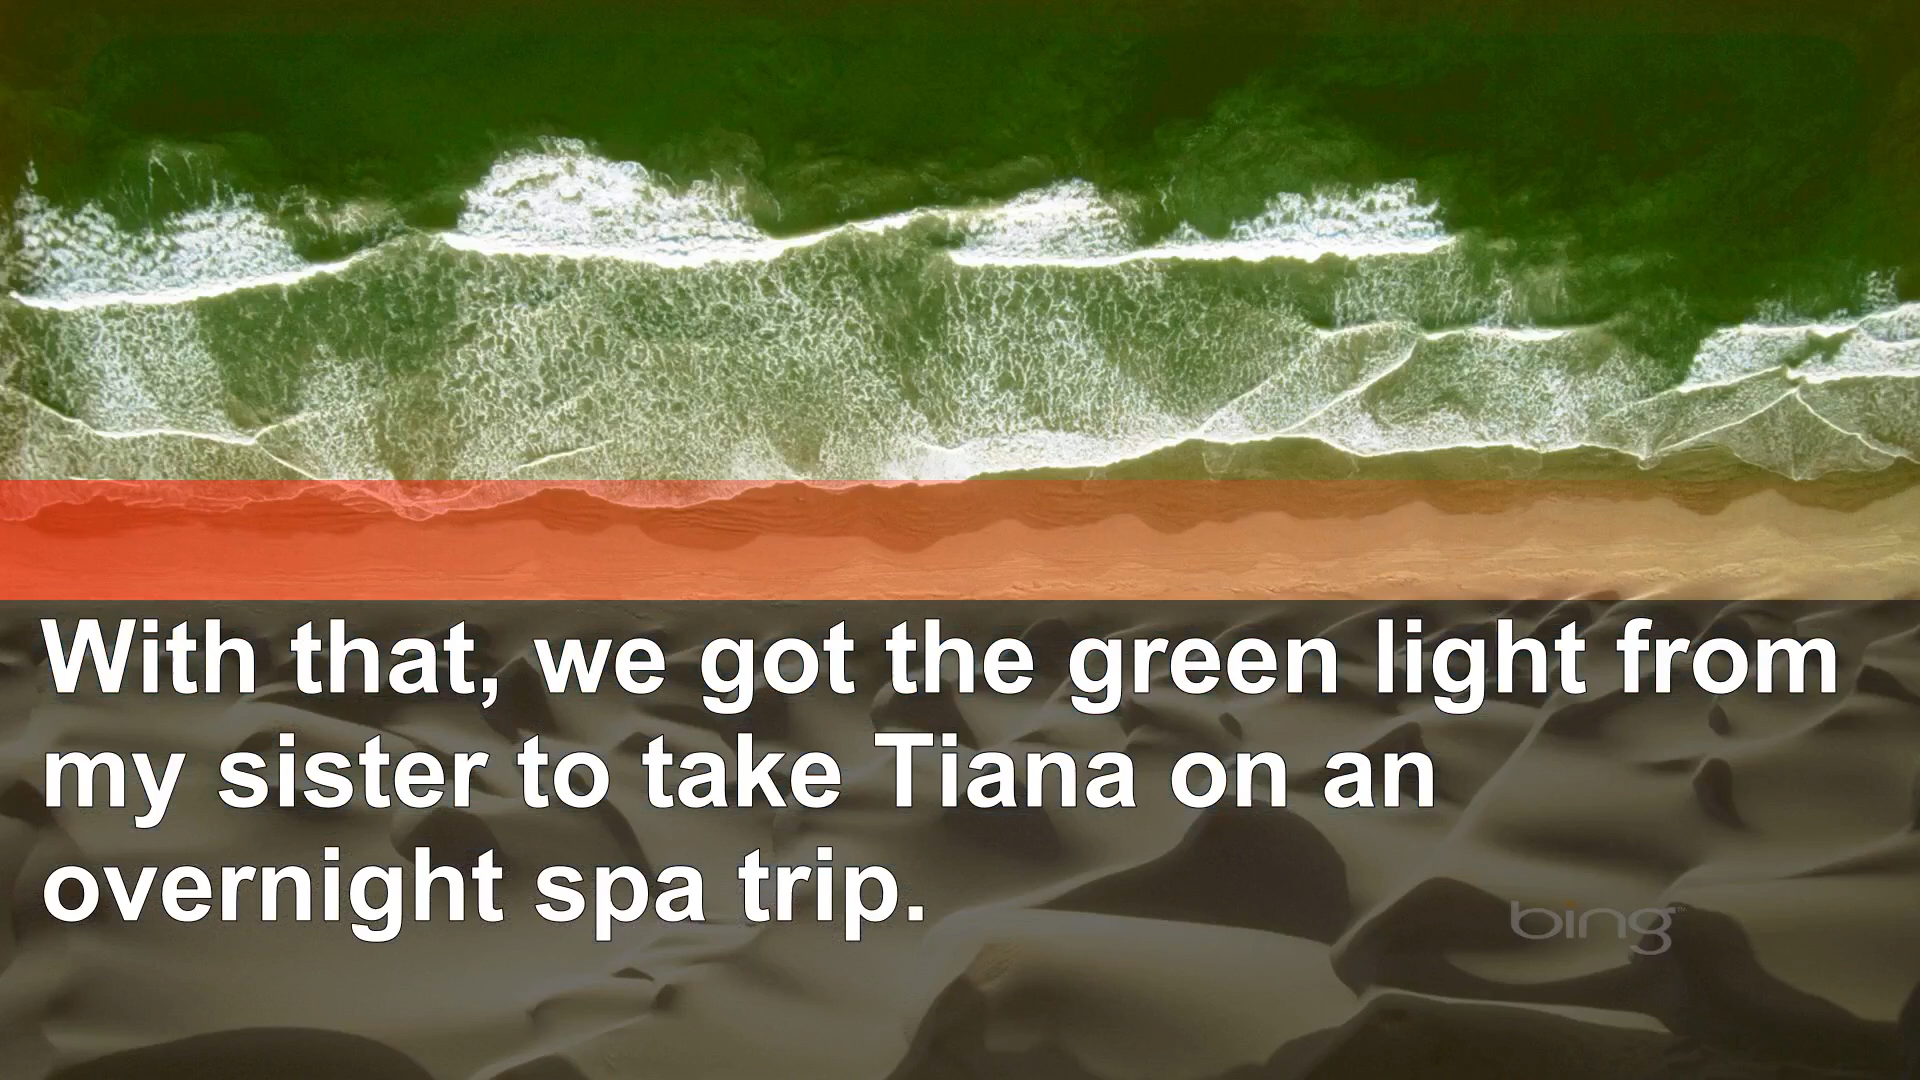 With that, we got the green light from
my sister to take Tiana on an
overnight spa trip.
bing